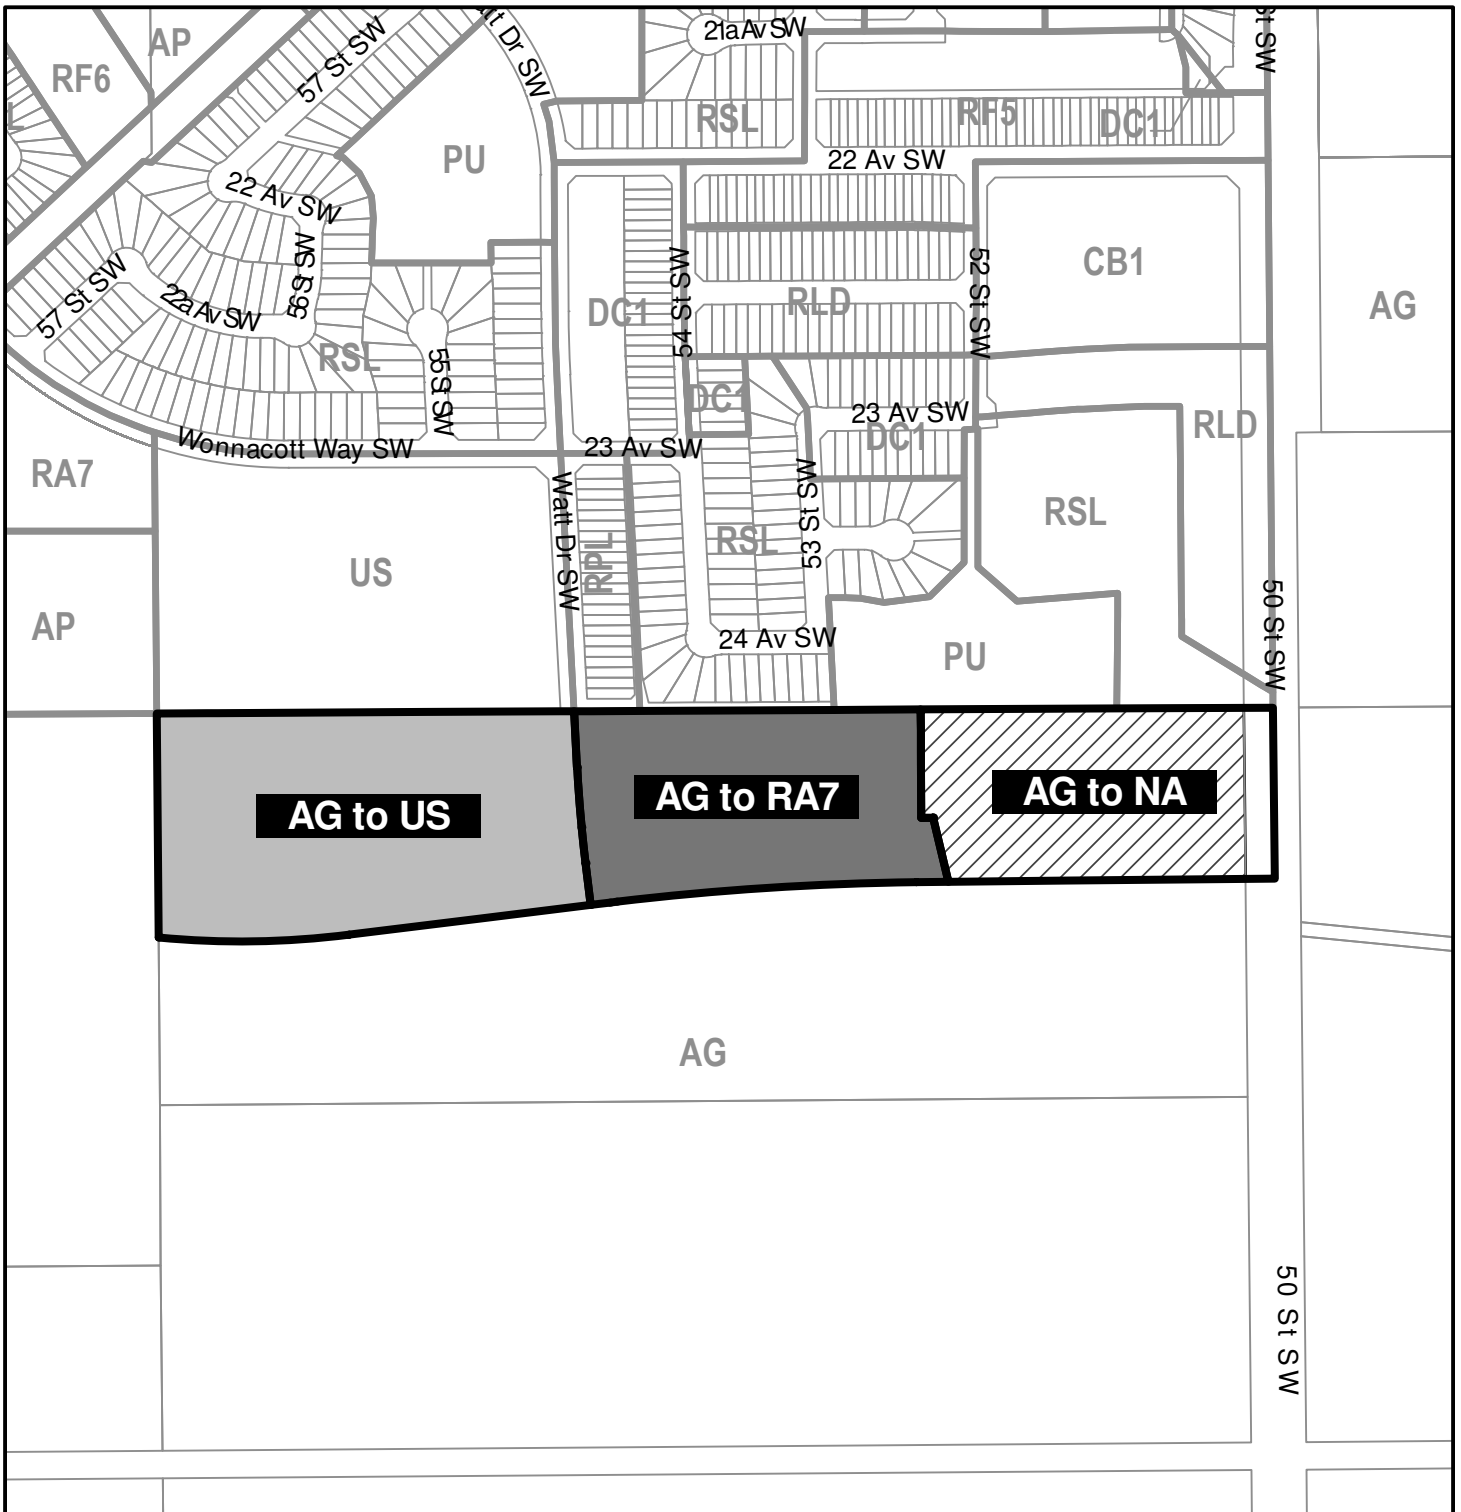 AP
RF6
57 St SW
tt Dr SW
21a Av SW
St SW
L
RSL
RF5
DC1
PU
22 Av SW
22 Av SW
56 St SW
57 St SW
22a Av SW
RSL
55 St SW
DC1
54 St SW
RLD
52 St SW
CB1
AG
DC1
23 Av SW
DC1
RLD
Wonnacott Way SW
23 Av SW
RA7
US
AP
Watt Dr SW
RPL
RSL
53 St SW
RSL
24 Av SW
PU
50 St SW
AG to US
AG to RA7
AG to NA
AG
50 St SW